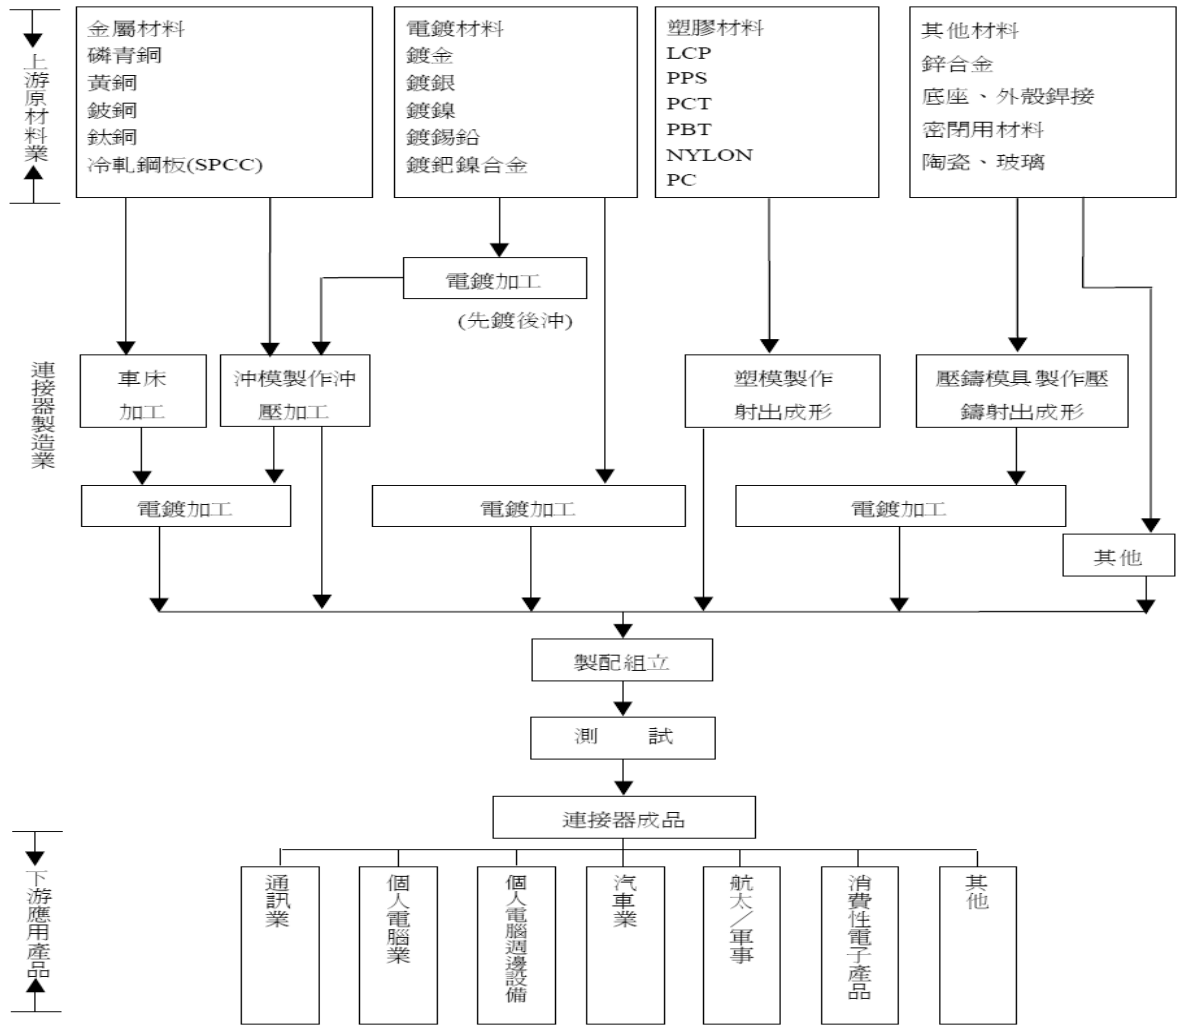 上游原材料業
金屬材料
磷青銅
黃銅
鈹銅
鈦銅
冷軋鋼板(SPCC)
電鍍材料
鍍金
鍍銀
鍍鎳
鍍錫鉛
鍍鈀鎳合金
塑膠材料
LCP
PPS
PCT
PBT
NYLON
PC
其他材料
鋅合金
底座、外殼銲接
密閉用材料
陶瓷、玻璃
連接器製造業
電鍍加工
(先鍍後沖)
車床
加工
沖模製作沖
壓加工
塑模製作
射出成形
壓鑄模具製作壓
鑄射出成形
電鍍加工
電鍍加工
電鍍加工
其他
製配組立
測 試
連接器成品
下游應用產品
通訊業
個人電腦業
個人電腦週邊設備
汽車業
航太／軍事
消費性電子產品
其他